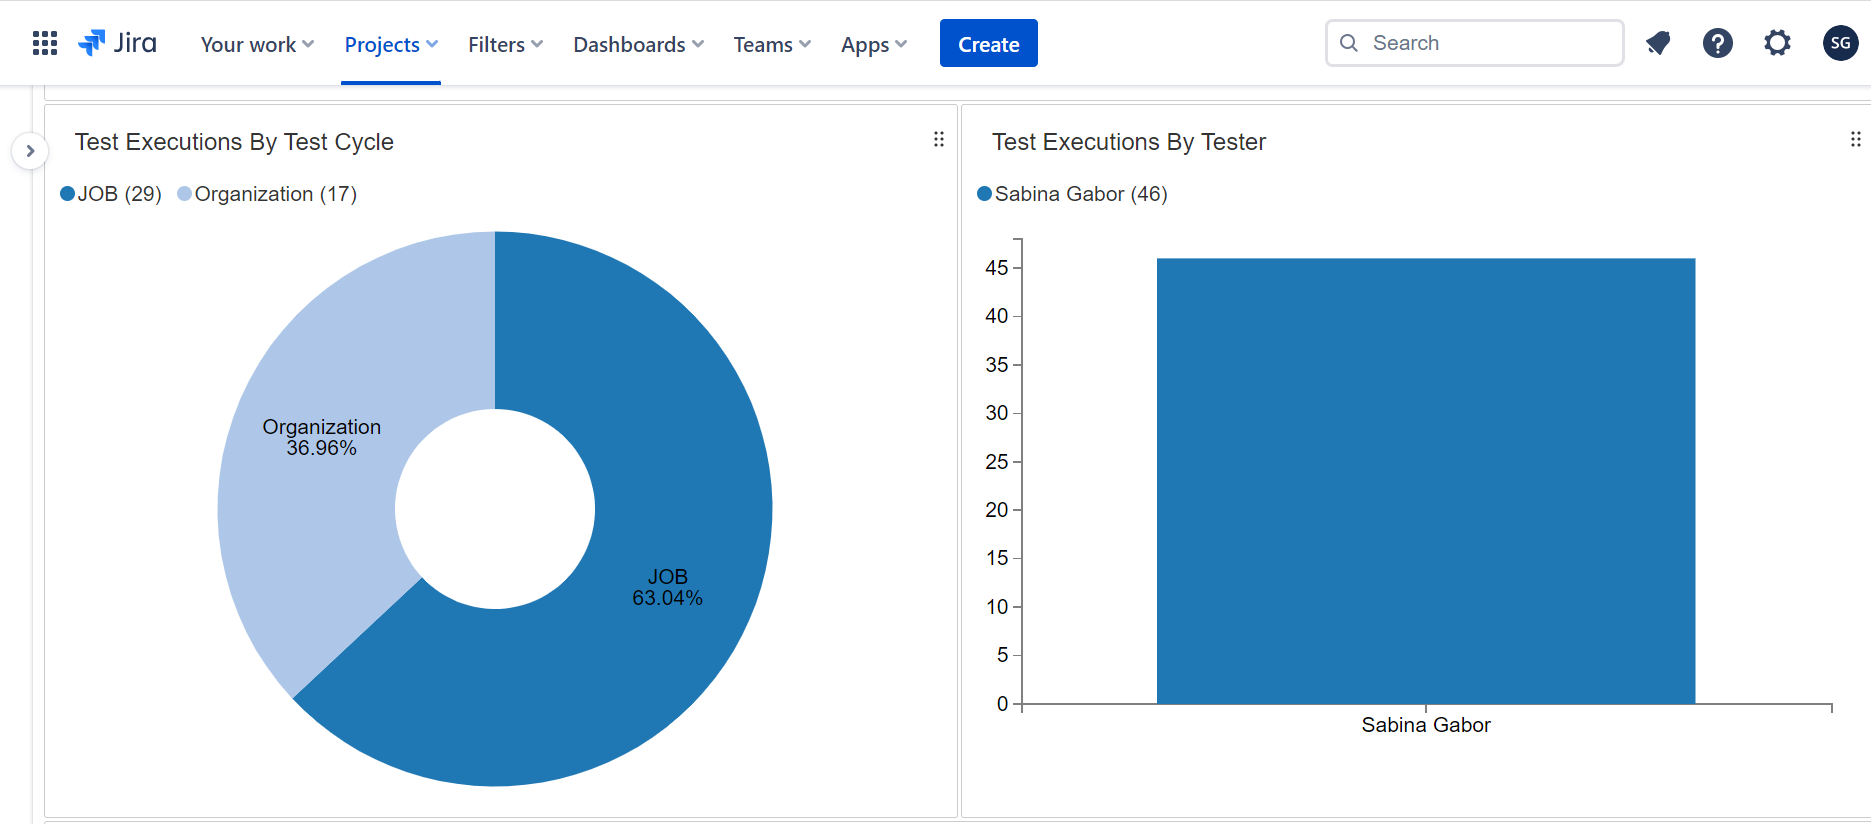 Jira Your work Projects Filters Dashboards Teams Apps Create Search SG
Test Executions By Test Cycle
JOB (29) Organization (17)
Organization
36.96%
JOB
63.04%
Test Executions By Tester
Sabina Gabor (46)
45
40
35
30
25
20
15
10
5
0
Sabina Gabor